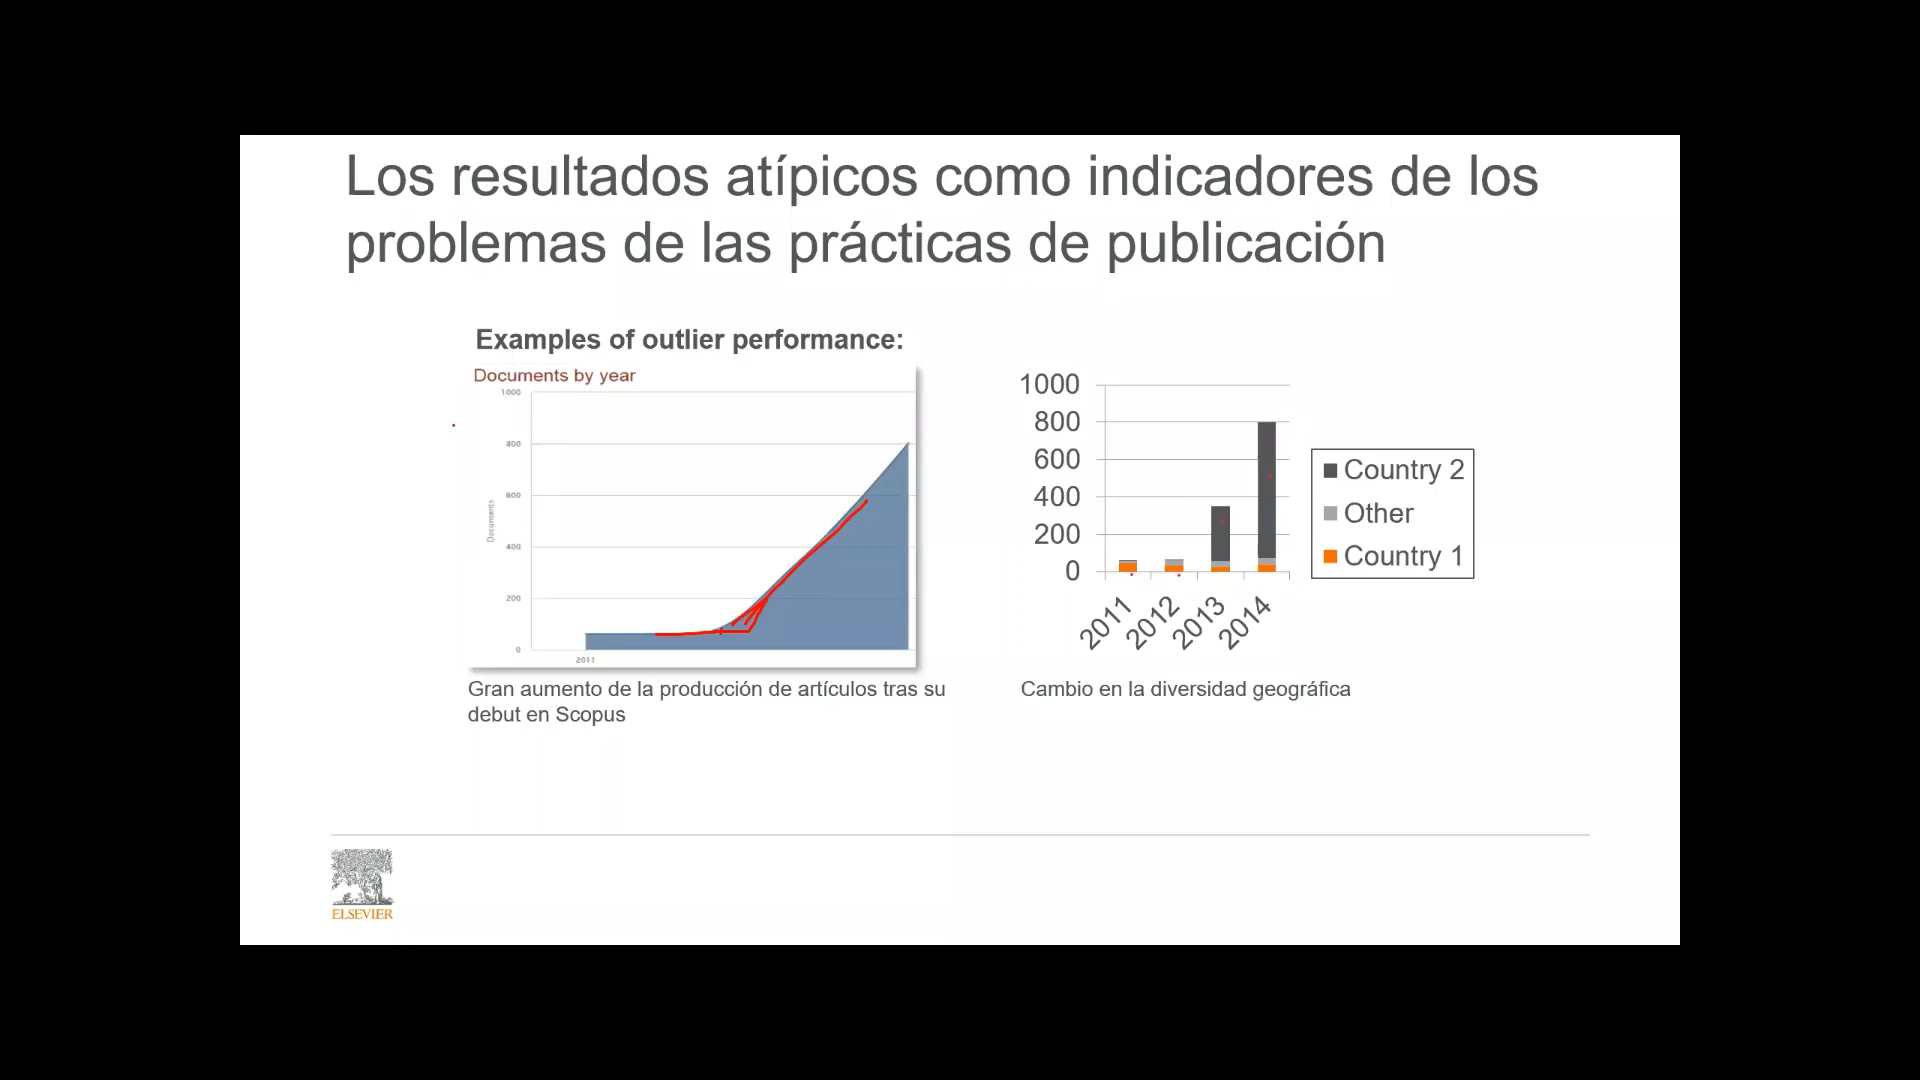 Los resultados atípicos como indicadores de los
problemas de las prácticas de publicación
Examples of outlier performance:
Documents by year
1000
800
600
400
200
0
Documents
2011
Gran aumento de la producción de artículos tras su
debut en Scopus
1000
800
600
400
200
0
2011
2012
2013
2014
Country 2
Other
Country 1
Cambio en la diversidad geográfica
ELSEVIER